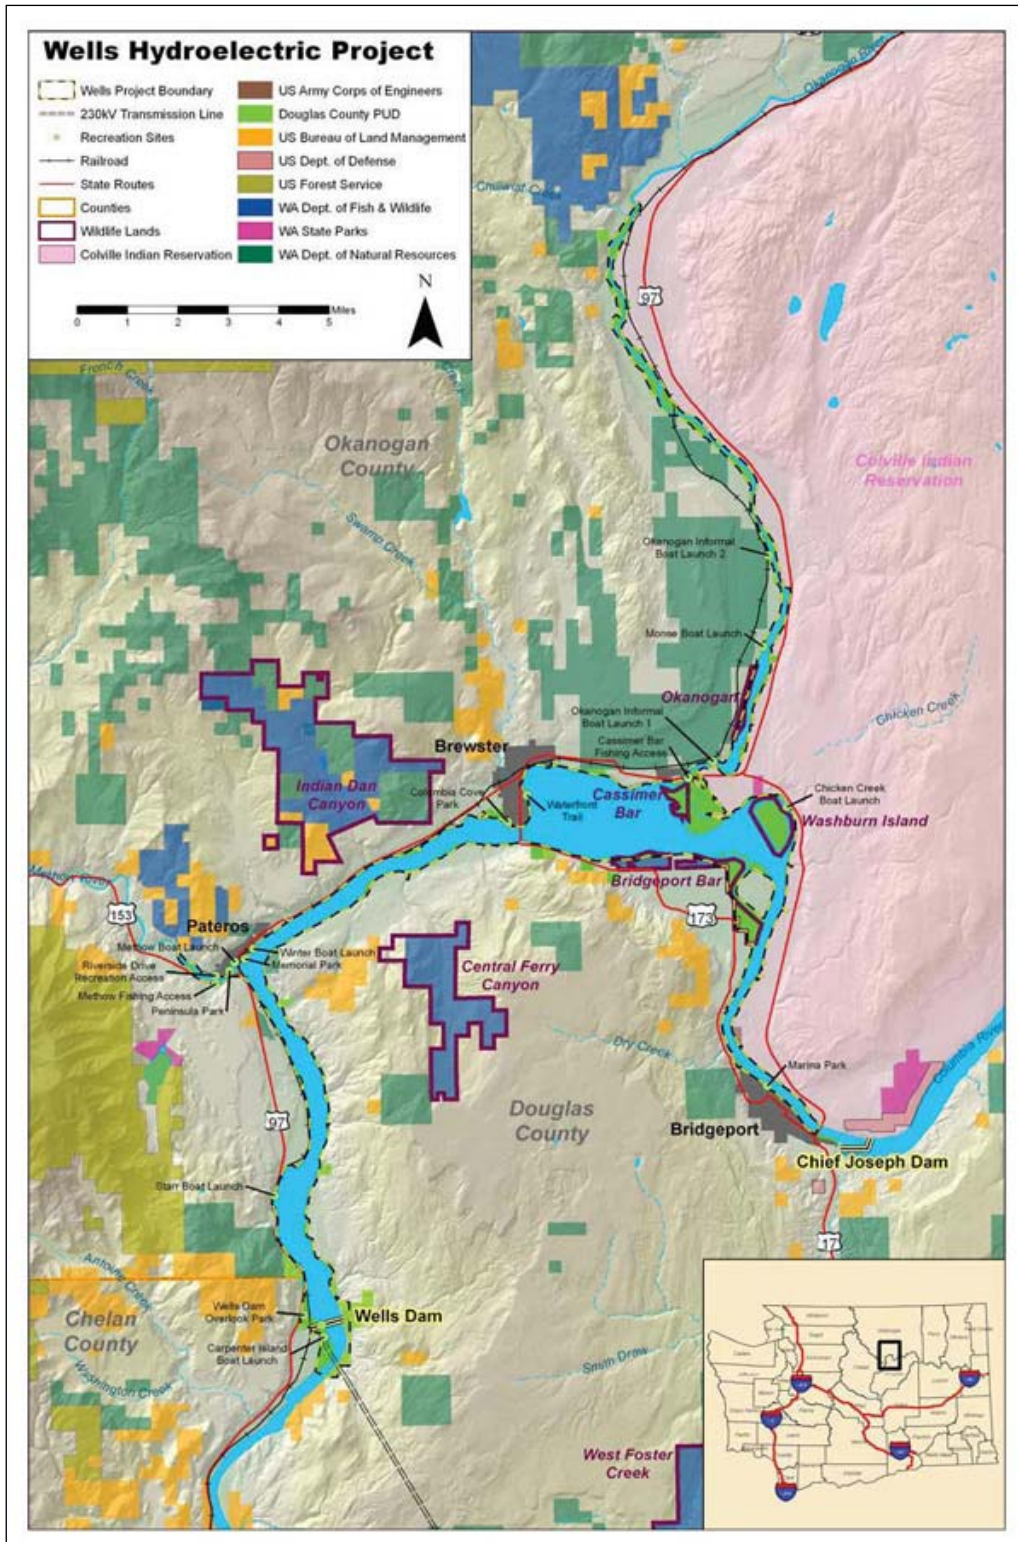 Wells Hydroelectric Project
Wells Project Boundary
230kV Transmission Line
Recreation Sites
Railroad
State Routes
Counties
Wildlife Lands
Colville Indian Reservation
US Army Corps of Engineers
Douglas County PUD
US Bureau of Land Management
US Dept. of Defense
US Forest Service
WA Dept. of Fish & Wildlife
WA State Parks
WA Dept. of Natural Resources
0 1 2 3 4 5
Miles
N
Okanogan River
97
French Creek
Okanogan
County
Colville Indian
Reservation
Swamp Creek
Okanogan Informal
Boat Launch 2
Monse Boat Launch
Okanogan
Okanogan Informal
Boat Launch 1
Chicken Creek
Cassimer Bar
Fishing Access
Brewster
Indian Dan
Canyon
Columbia Cove
Park
Waterfront
Trail
Cassimer
Bar
Chicken Creek
Boat Launch
Washburn Island
Bridgeport Bar
Methow River
153
173
Pateros
Methow Boat Launch
Winter Boat Launch
Memorial Park
Riverside Drive
Recreation Access
Methow Fishing Access
Peninsula Park
Central Ferry
Canyon
Dry Creek
Marina Park
Columbia River
97
Douglas
County
Bridgeport
Chief Joseph Dam
Starr Boat Launch
17
Antoine Creek
Wells Dam
Overlook Park
Wells Dam
Chelan
County
Carpenter Island
Boat Launch
Washington Creek
Smith Draw
West Foster
Creek